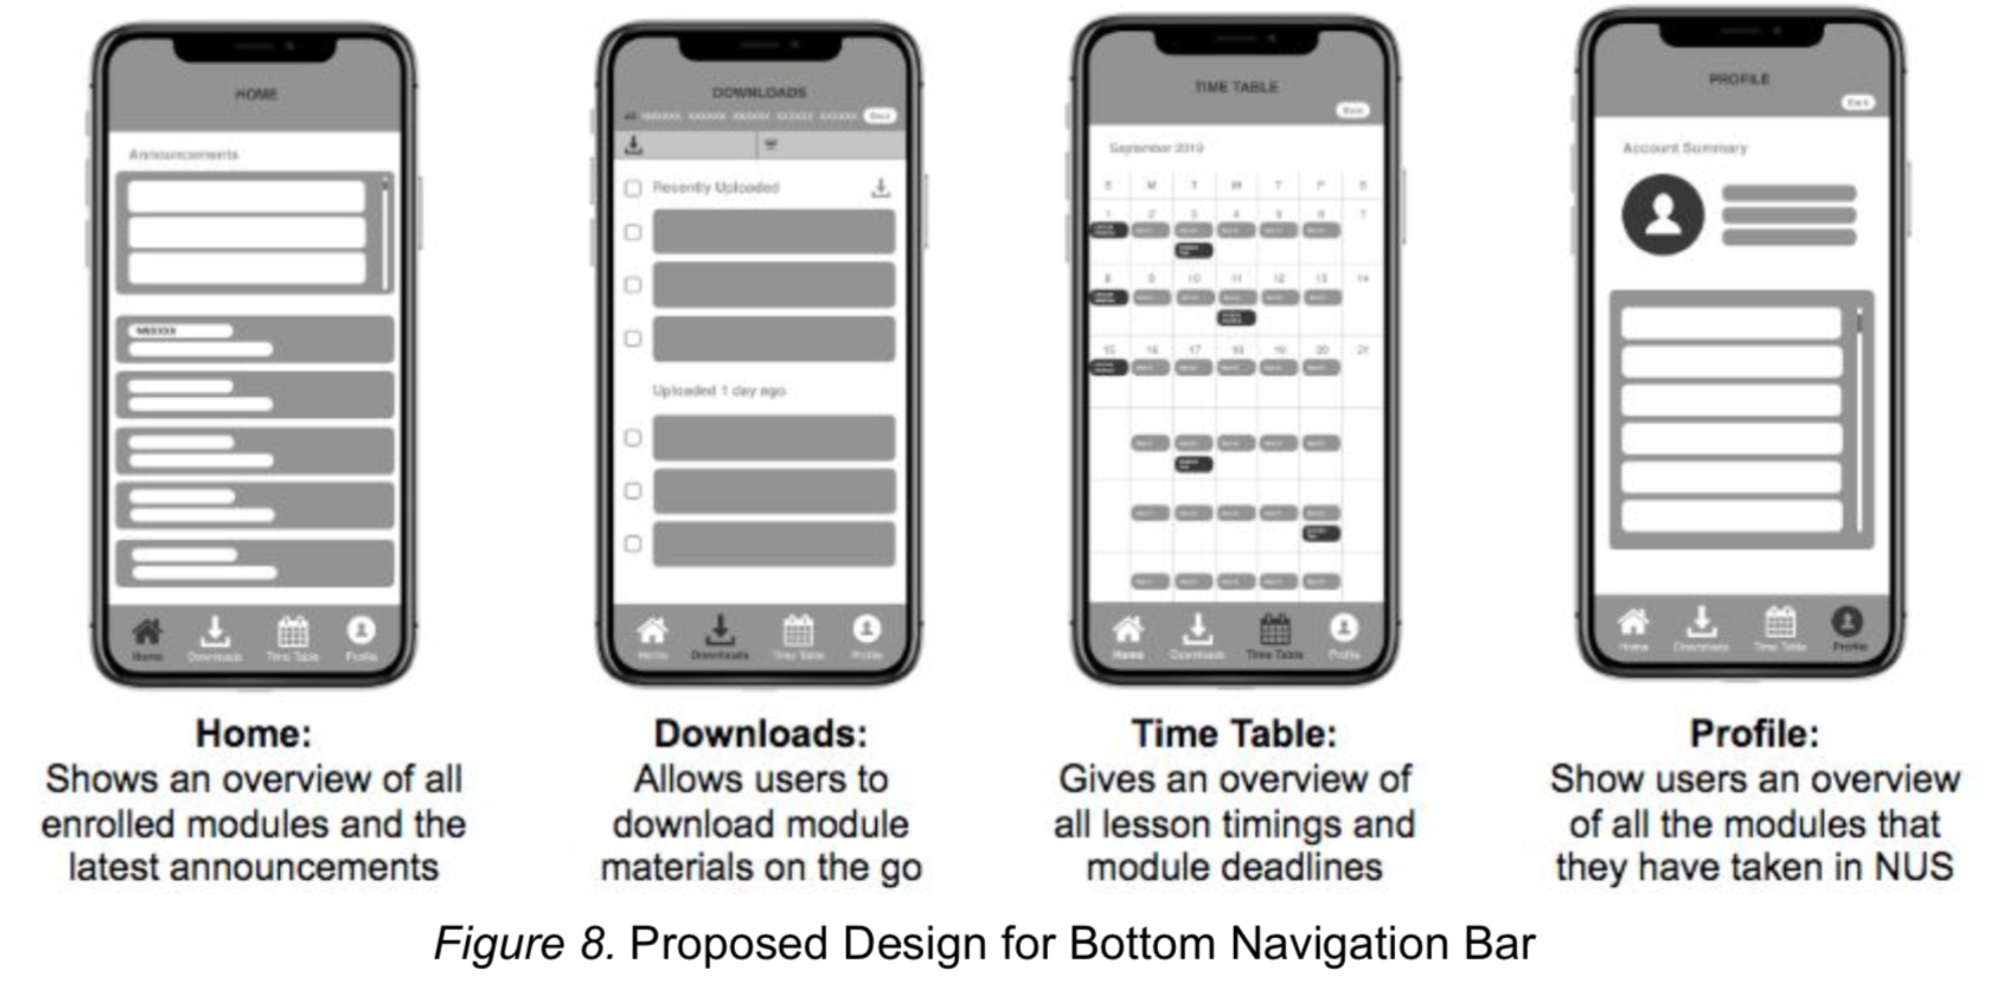 HOME
Announcements
Home Downloads Time Table Profile
DOWNLOADS
Back
Recently Uploaded
Uploaded 1 day ago
Home Downloads Time Table Profile
TIME TABLE
Back
September 2019
S M T W T F S
1 2 3 4 5 6 7
8 9 10 11 12 13 14
15 16 17 18 19 20 21
Home Downloads Time Table Profile
PROFILE
Back
Account Summary
Home Downloads Time Table Profile
Home:
Shows an overview of all
enrolled modules and the
latest announcements
Downloads:
Allows users to
download module
materials on the go
Time Table:
Gives an overview of
all lesson timings and
module deadlines
Profile:
Show users an overview
of all the modules that
they have taken in NUS
Figure 8. Proposed Design for Bottom Navigation Bar